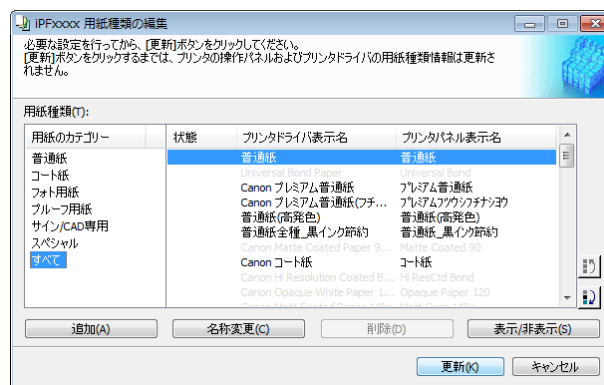 iPFxxxx 用紙種類の編集
必要な設定を行ってから、[更新]ボタンをクリックしてください。
[更新]ボタンをクリックするまでは、プリンタの操作パネルおよびプリンタドライバの用紙種類情報は更新さ
れません。
用紙種類(T):
用紙のカテゴリー
普通紙
コート紙
フォト用紙
プルーフ用紙
サイン/CAD専用
スペシャル
すべて
状態 プリンタドライバ表示名 プリンタパネル表示名
普通紙 普通紙
Universal Bond Paper Universal Bond
Canon プレミアム普通紙 プレミアム普通紙
Canon プレミアム普通紙(フチ... プレミアムフツウシフチナシヨウ
普通紙(高発色) 普通紙(高発色)
普通紙全種_黒インク節約 普通紙_黒インク節約
Canon Matte Coated Paper 9... Matte Coated 90
Canon コート紙 コート紙
Canon Hi Resolution Coated B... Hi ResCtd Bond
Canon Opaque White Paper 1... Opaque Paper 120
追加(A) 名称変更(C) 削除(D) 表示/非表示(S)
更新(K) キャンセル